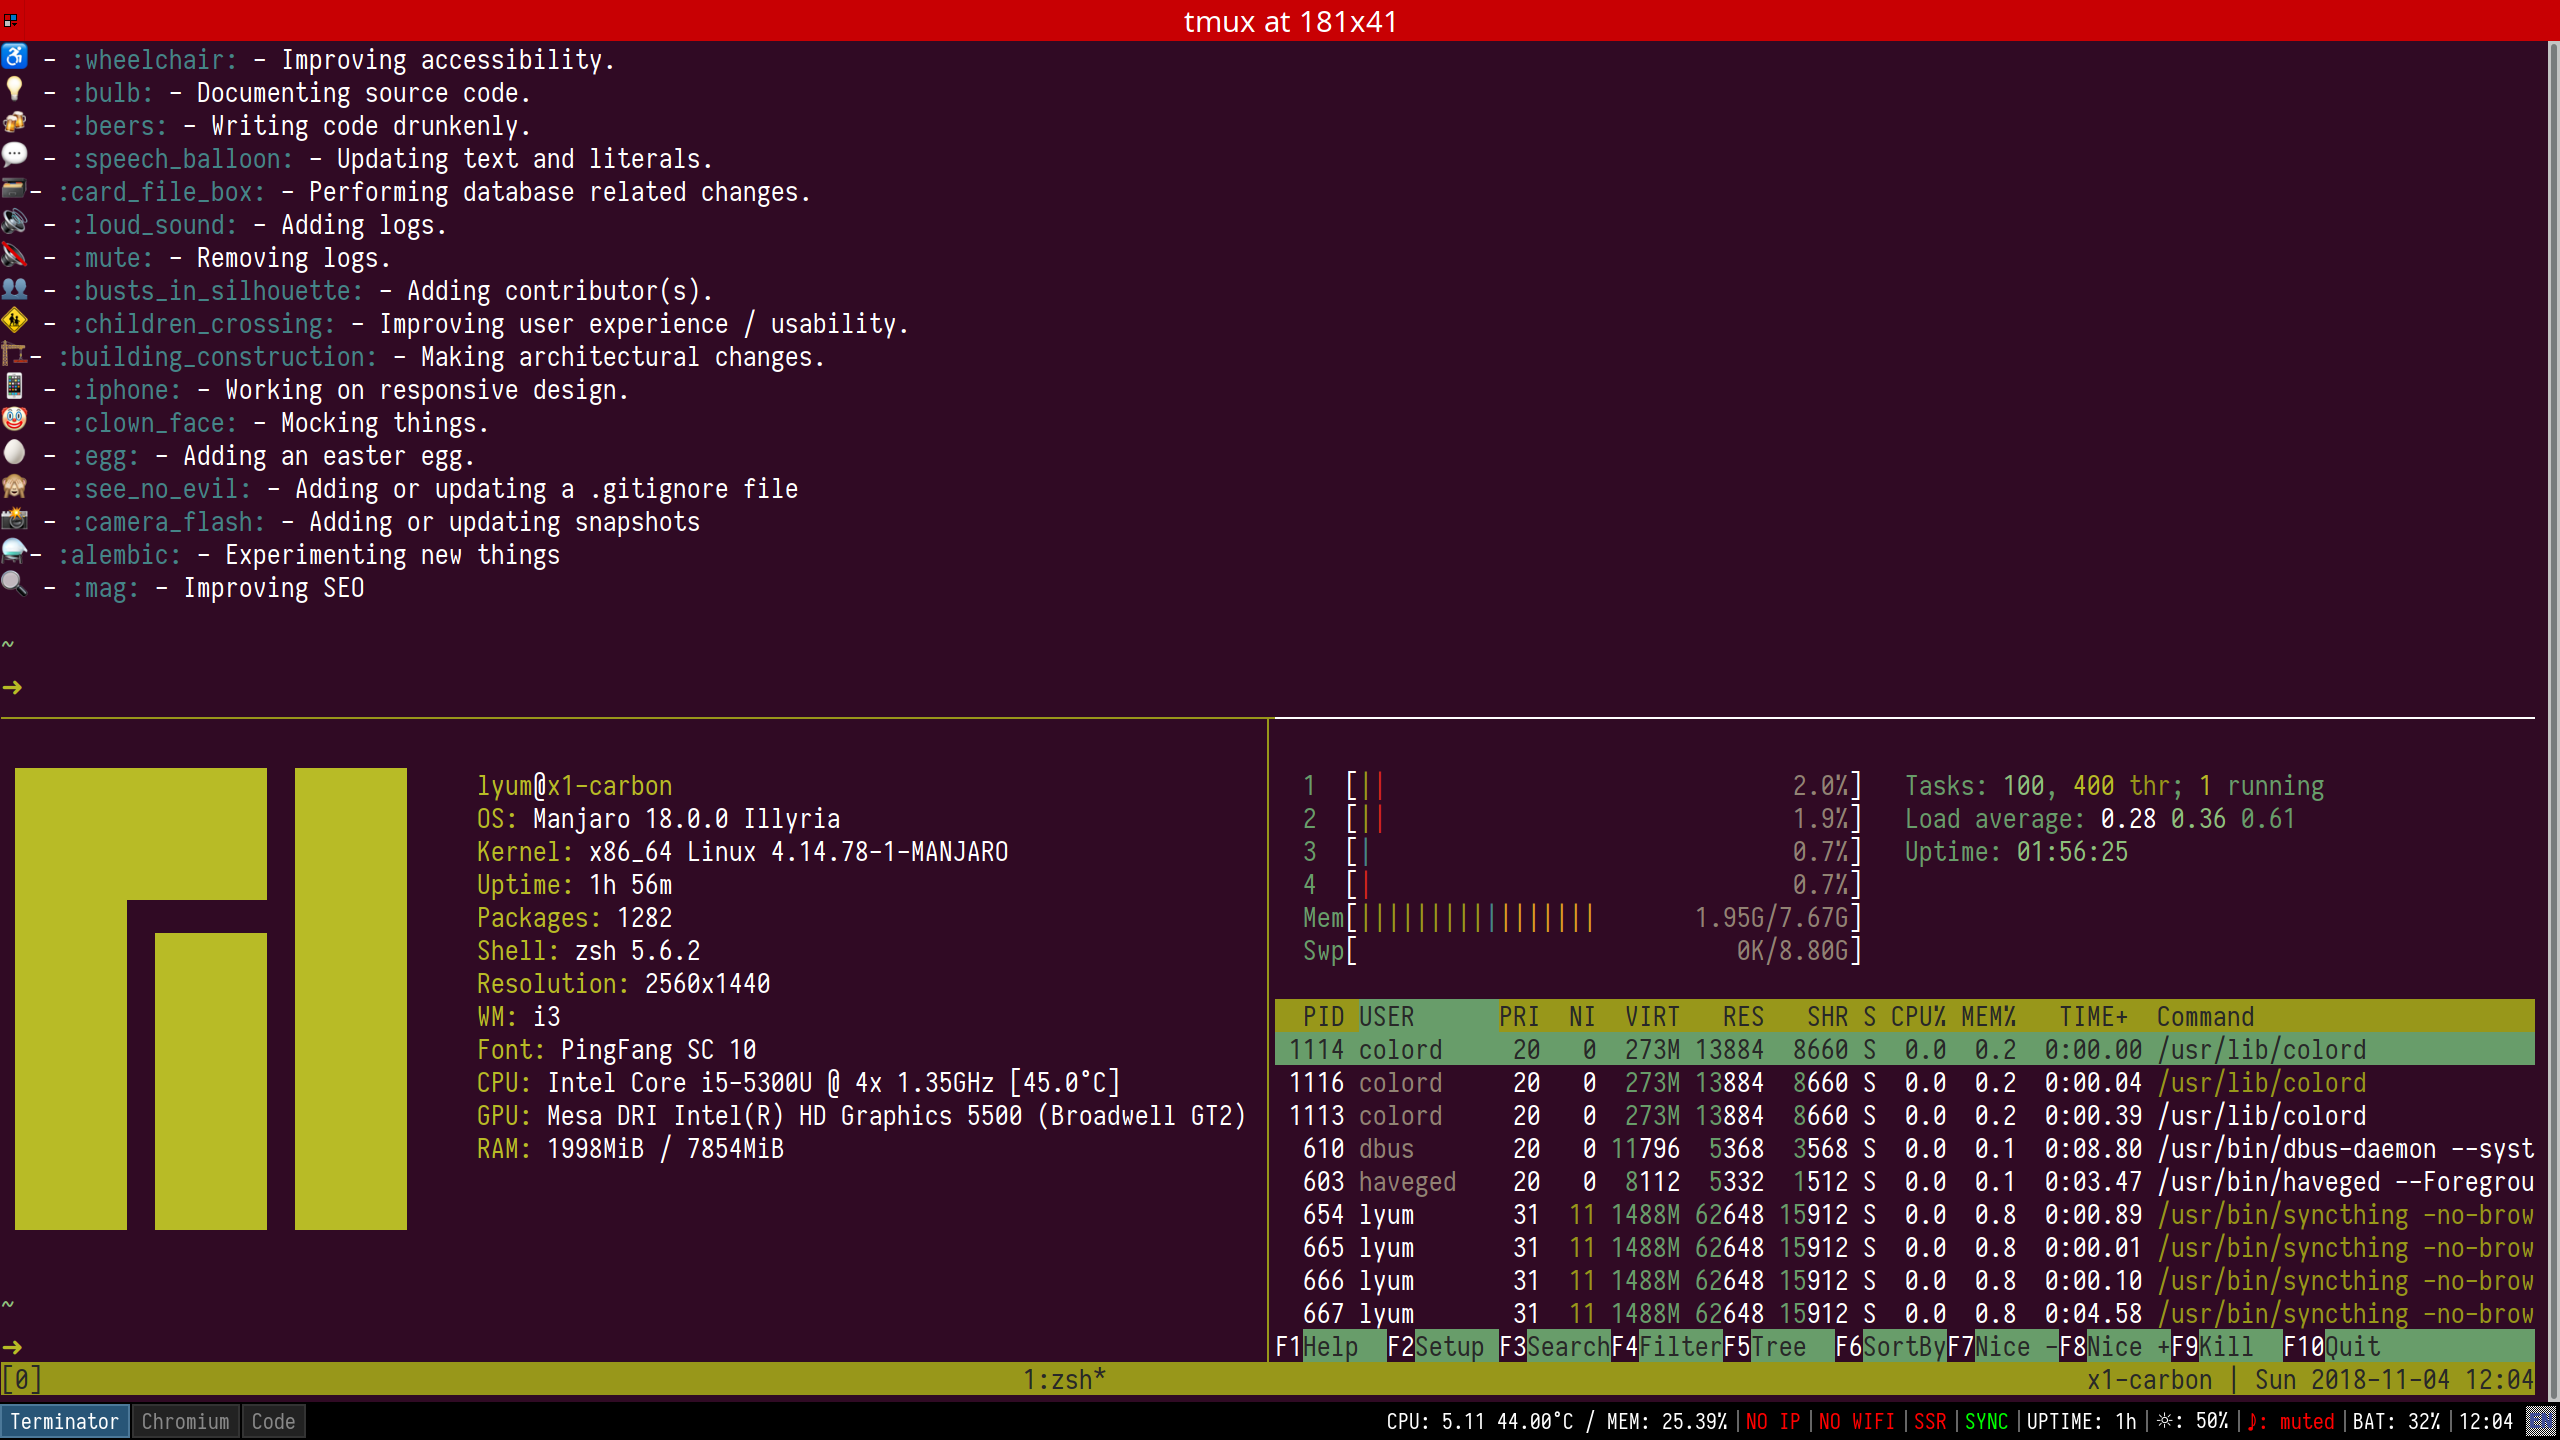 tmux at 181x41
♿ - :wheelchair: - Improving accessibility.
💡 - :bulb: - Documenting source code.
🍻 - :beers: - Writing code drunkenly.
💬 - :speech_balloon: - Updating text and literals.
🗃- :card_file_box: - Performing database related changes.
🔊 - :loud_sound: - Adding logs.
🔇 - :mute: - Removing logs.
👥 - :busts_in_silhouette: - Adding contributor(s).
🚸 - :children_crossing: - Improving user experience / usability.
🏗- :building_construction: - Making architectural changes.
📱 - :iphone: - Working on responsive design.
🤡 - :clown_face: - Mocking things.
🥚 - :egg: - Adding an easter egg.
🙈 - :see_no_evil: - Adding or updating a .gitignore file
📸 - :camera_flash: - Adding or updating snapshots
⚗- :alembic: - Experimenting new things
🔍 - :mag: - Improving SEO
~
➜
lyum@x1-carbon
OS: Manjaro 18.0.0 Illyria
Kernel: x86_64 Linux 4.14.78-1-MANJARO
Uptime: 1h 56m
Packages: 1282
Shell: zsh 5.6.2
Resolution: 2560x1440
WM: i3
Font: PingFang SC 10
CPU: Intel Core i5-5300U @ 4x 1.35GHz [45.0°C]
GPU: Mesa DRI Intel(R) HD Graphics 5500 (Broadwell GT2)
RAM: 1998MiB / 7854MiB
~
➜
1 [|| 2.0%] Tasks: 100, 400 thr; 1 running
2 [|| 1.9%] Load average: 0.28 0.36 0.61
3 [| 0.7%] Uptime: 01:56:25
4 [| 0.7%]
Mem[||||||||||||||||| 1.95G/7.67G]
Swp[ 0K/8.80G]
PID USER PRI NI VIRT RES SHR S CPU% MEM% TIME+ Command
1114 colord 20 0 273M 13884 8660 S 0.0 0.2 0:00.00 /usr/lib/colord
1116 colord 20 0 273M 13884 8660 S 0.0 0.2 0:00.04 /usr/lib/colord
1113 colord 20 0 273M 13884 8660 S 0.0 0.2 0:00.39 /usr/lib/colord
610 dbus 20 0 11796 5368 3568 S 0.0 0.1 0:08.80 /usr/bin/dbus-daemon --syst
603 haveged 20 0 8112 5332 1512 S 0.0 0.1 0:03.47 /usr/bin/haveged --Foregrou
654 lyum 31 11 1488M 62648 15912 S 0.0 0.8 0:00.89 /usr/bin/syncthing -no-brow
665 lyum 31 11 1488M 62648 15912 S 0.0 0.8 0:00.01 /usr/bin/syncthing -no-brow
666 lyum 31 11 1488M 62648 15912 S 0.0 0.8 0:00.10 /usr/bin/syncthing -no-brow
667 lyum 31 11 1488M 62648 15912 S 0.0 0.8 0:04.58 /usr/bin/syncthing -no-brow
F1Help F2Setup F3SearchF4FilterF5Tree F6SortByF7Nice -F8Nice +F9Kill F10Quit
[0] 1:zsh* x1-carbon | Sun 2018-11-04 12:04
Terminator Chromium Code CPU: 5.11 44.00°C / MEM: 25.39%|NO IP|NO WIFI|SSR|SYNC|UPTIME: 1h|☼: 50%|♪: muted|BAT: 32%|12:04